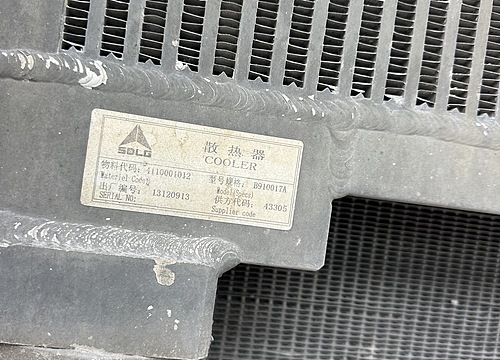 SDLG
散热器
COOLER
物料代码: 4110001012 型号规格: B910017A
Materiel Code: Model(Spec)
出厂编号: 13120913 供方代码: 43305
SERIAL NO: Supplier code